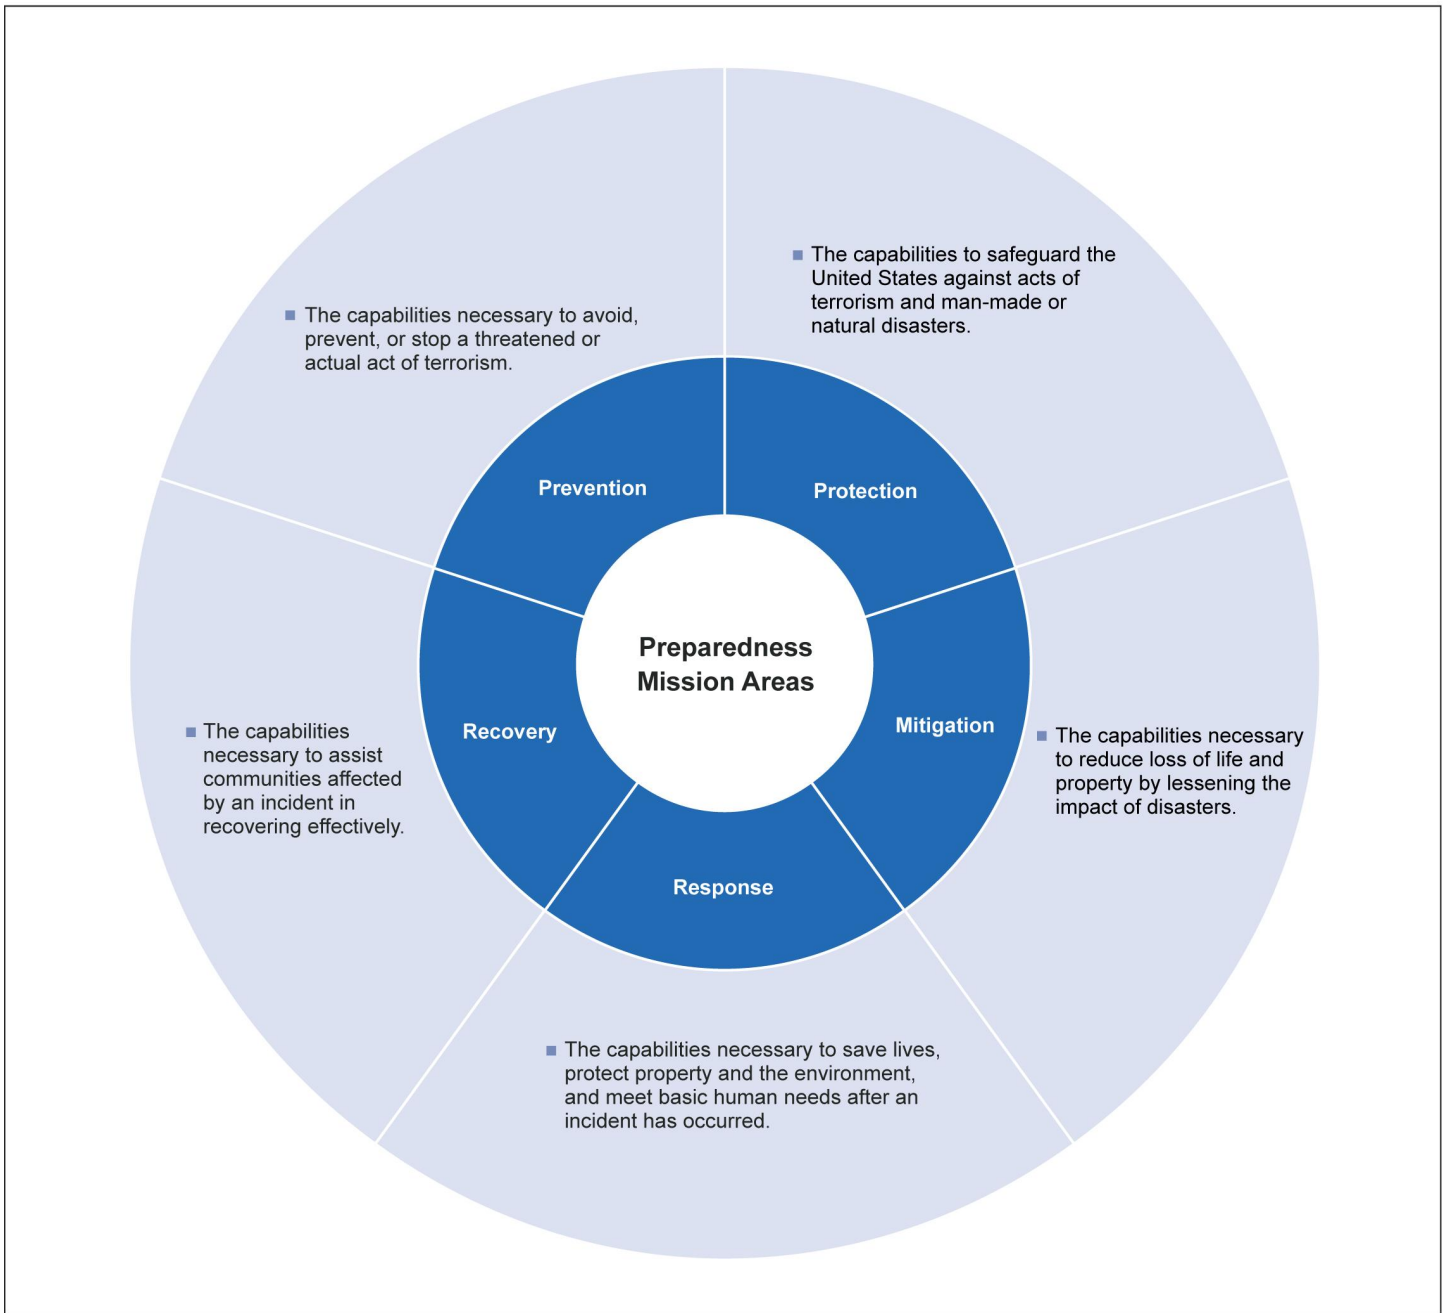 Preparedness
Mission Areas
Prevention
The capabilities necessary to avoid,
prevent, or stop a threatened or
actual act of terrorism.
Protection
The capabilities to safeguard the
United States against acts of
terrorism and man-made or
natural disasters.
Mitigation
The capabilities necessary
to reduce loss of life and
property by lessening the
impact of disasters.
Response
The capabilities necessary to save lives,
protect property and the environment,
and meet basic human needs after an
incident has occurred.
Recovery
The capabilities
necessary to assist
communities affected
by an incident in
recovering effectively.